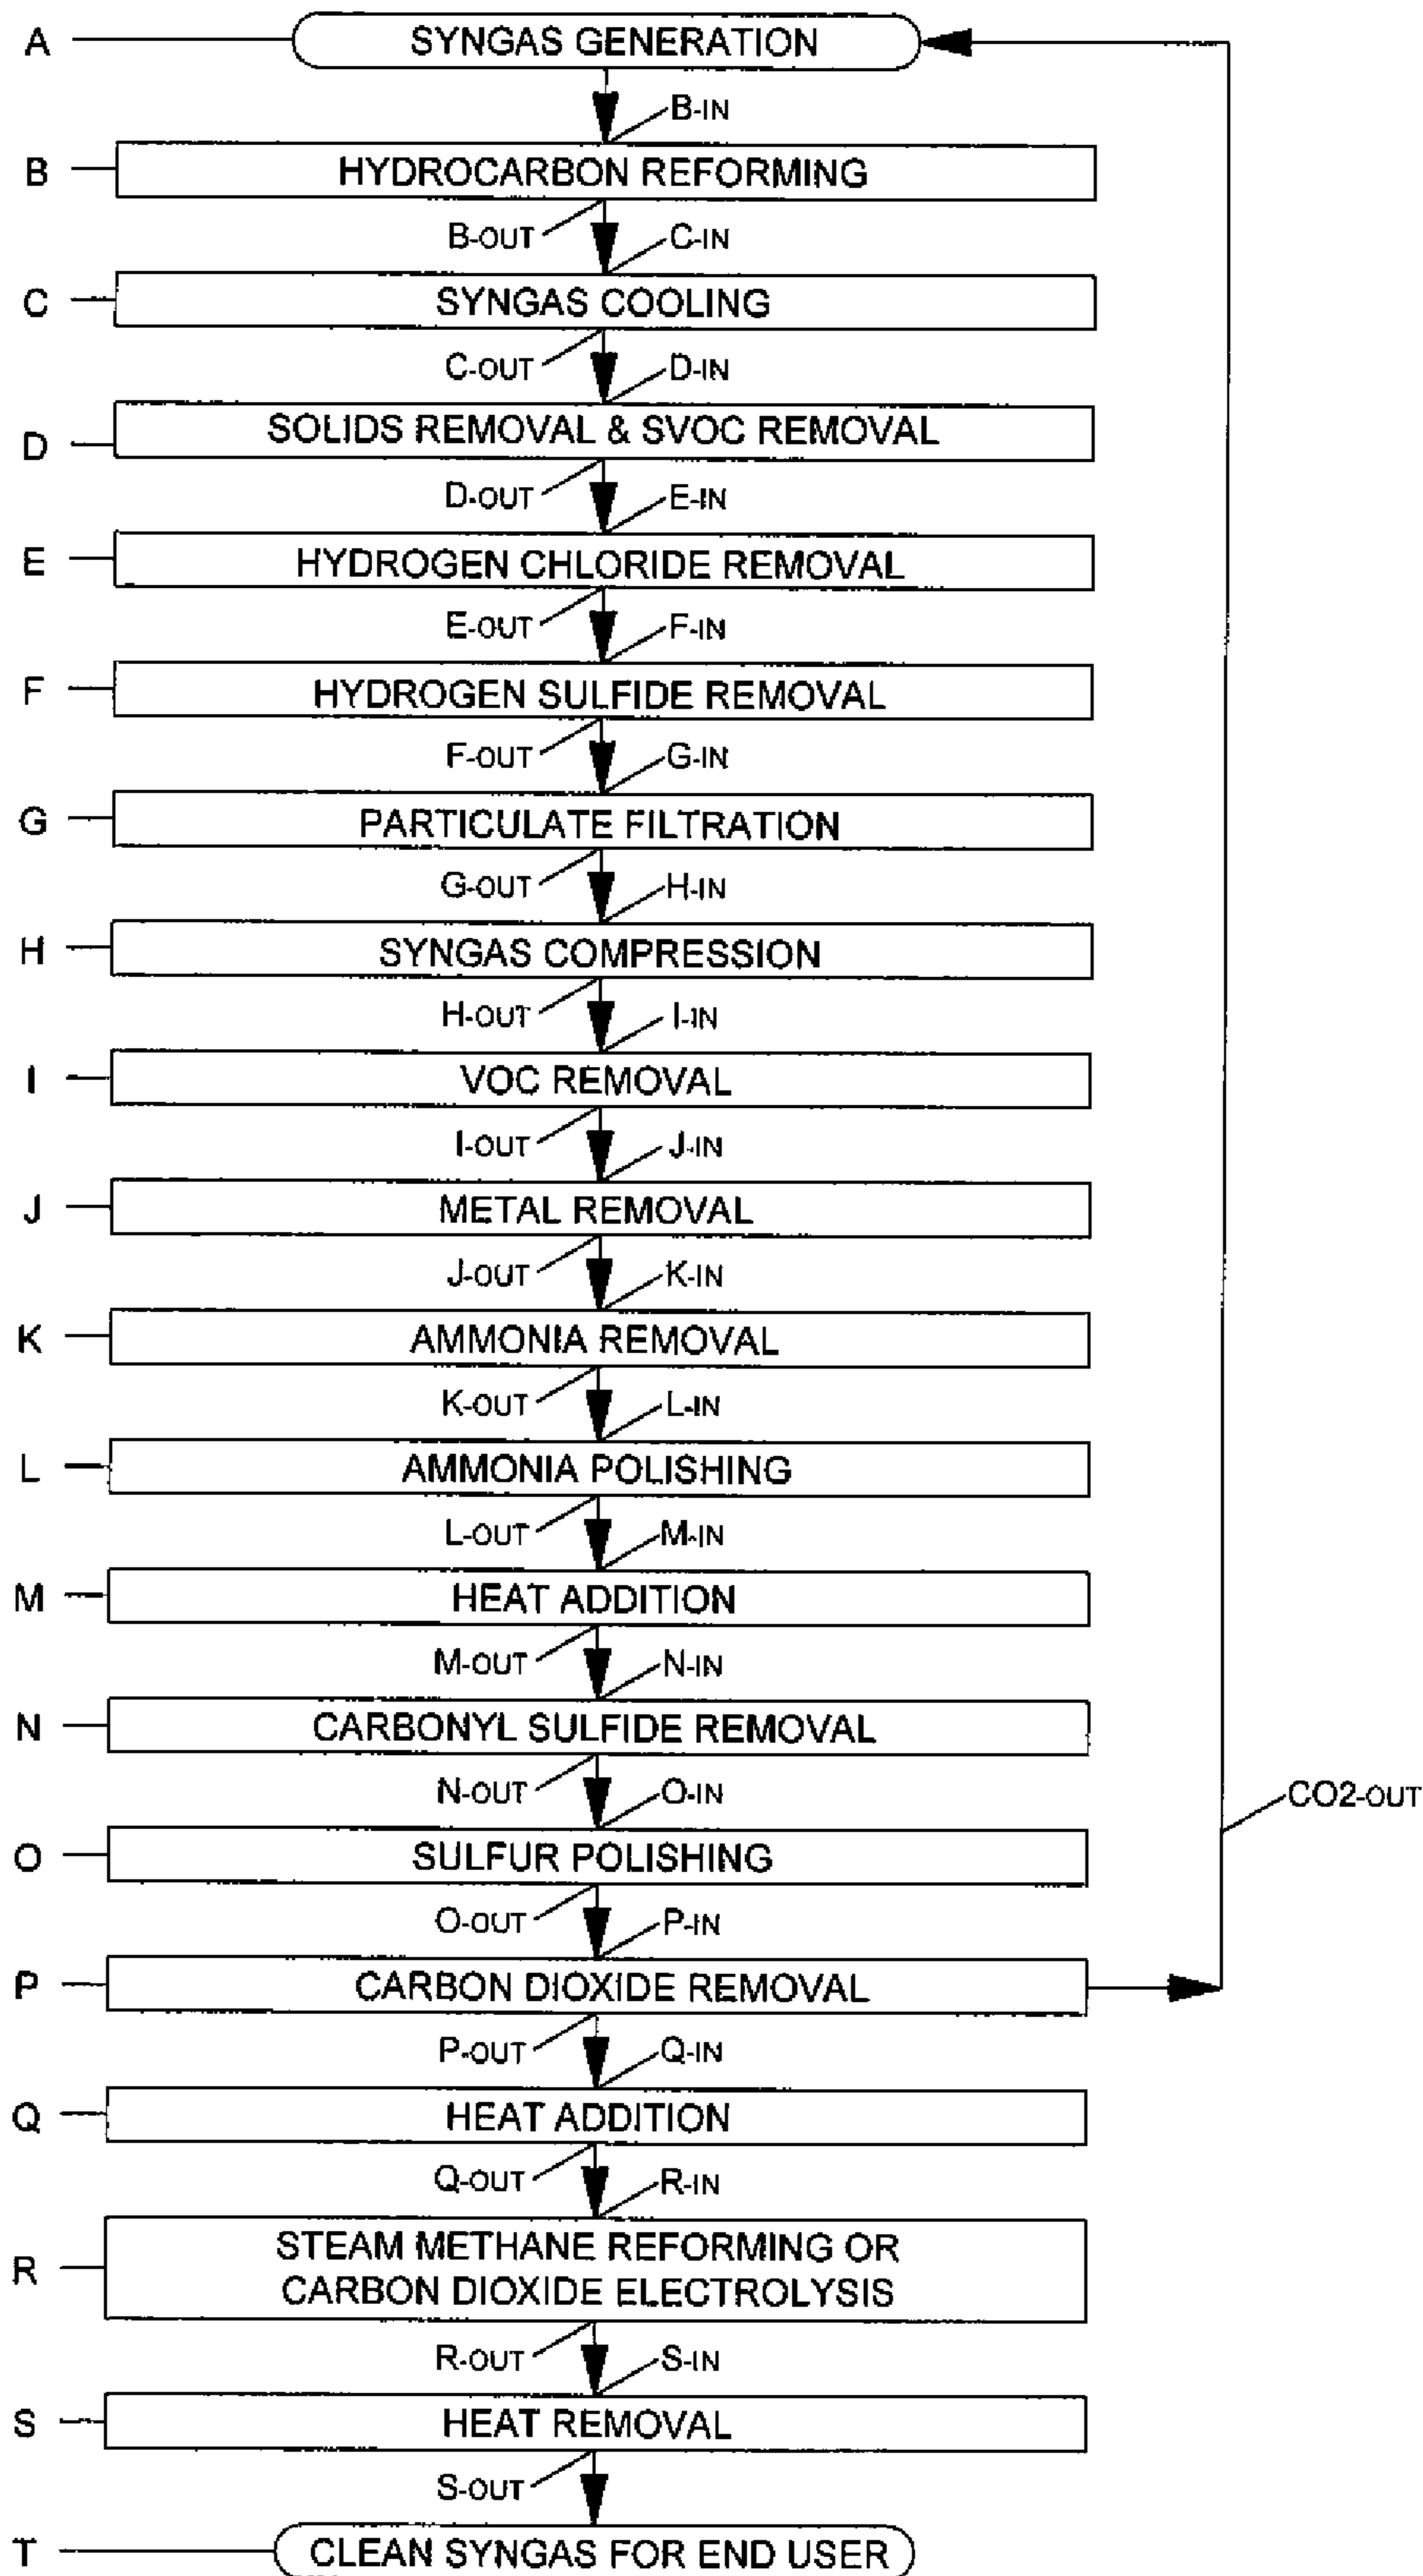 A SYNGAS GENERATION
B-IN
B HYDROCARBON REFORMING
B-OUT C-IN
C SYNGAS COOLING
C-OUT D-IN
D SOLIDS REMOVAL & SVOC REMOVAL
D-OUT E-IN
E HYDROGEN CHLORIDE REMOVAL
E-OUT F-IN
F HYDROGEN SULFIDE REMOVAL
F-OUT G-IN
G PARTICULATE FILTRATION
G-OUT H-IN
H SYNGAS COMPRESSION
H-OUT I-IN
I VOC REMOVAL
I-OUT J-IN
J METAL REMOVAL
J-OUT K-IN
K AMMONIA REMOVAL
K-OUT L-IN
L AMMONIA POLISHING
L-OUT M-IN
M HEAT ADDITION
M-OUT N-IN
N CARBONYL SULFIDE REMOVAL
N-OUT O-IN CO2-OUT
O SULFUR POLISHING
O-OUT P-IN
P CARBON DIOXIDE REMOVAL
P-OUT Q-IN
Q HEAT ADDITION
Q-OUT R-IN
R STEAM METHANE REFORMING OR
CARBON DIOXIDE ELECTROLYSIS
R-OUT S-IN
S HEAT REMOVAL
S-OUT
T CLEAN SYNGAS FOR END USER